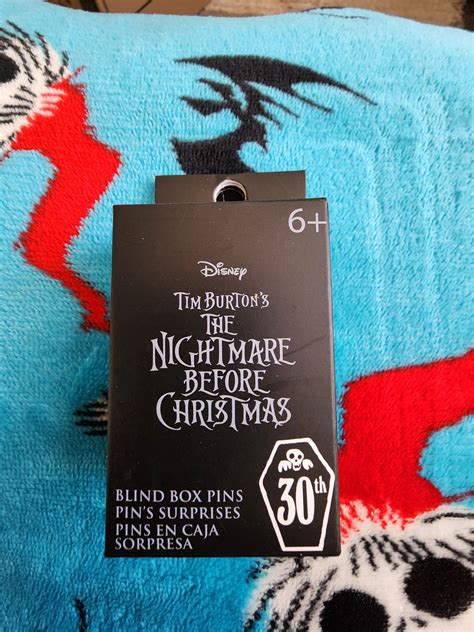 6+
Disney
TIM BURTON'S
THE
NIGHTMARE
BEFORE
CHRISTMAS
30th
BLIND BOX PINS
PIN'S SURPRISES
PINS EN CAJA
SORPRESA